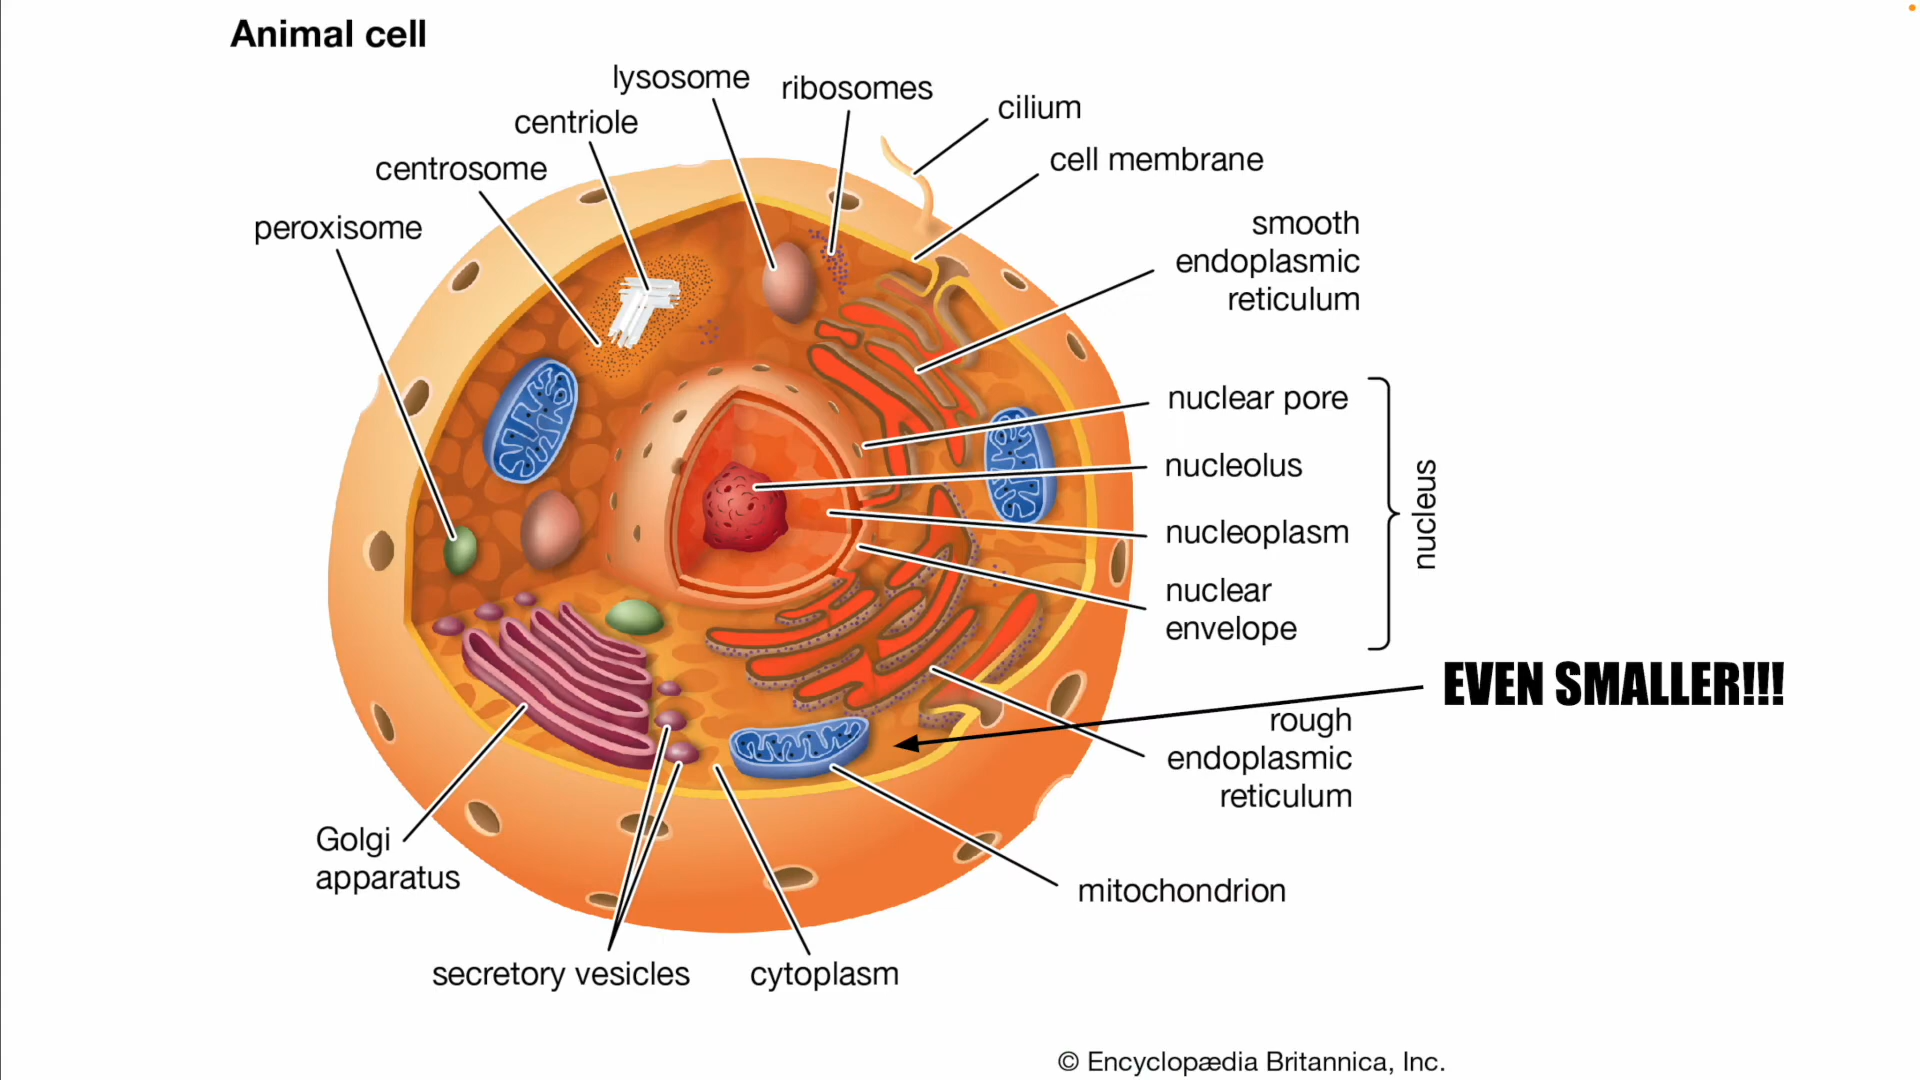 Animal cell
lysosome
ribosomes
cilium
centriole
cell membrane
centrosome
smooth
endoplasmic
reticulum
peroxisome
nuclear pore
nucleolus
nucleoplasm
nuclear
envelope
nucleus
EVEN SMALLER!!!
rough
endoplasmic
reticulum
Golgi
apparatus
mitochondrion
secretory vesicles
cytoplasm
© Encyclopædia Britannica, Inc.